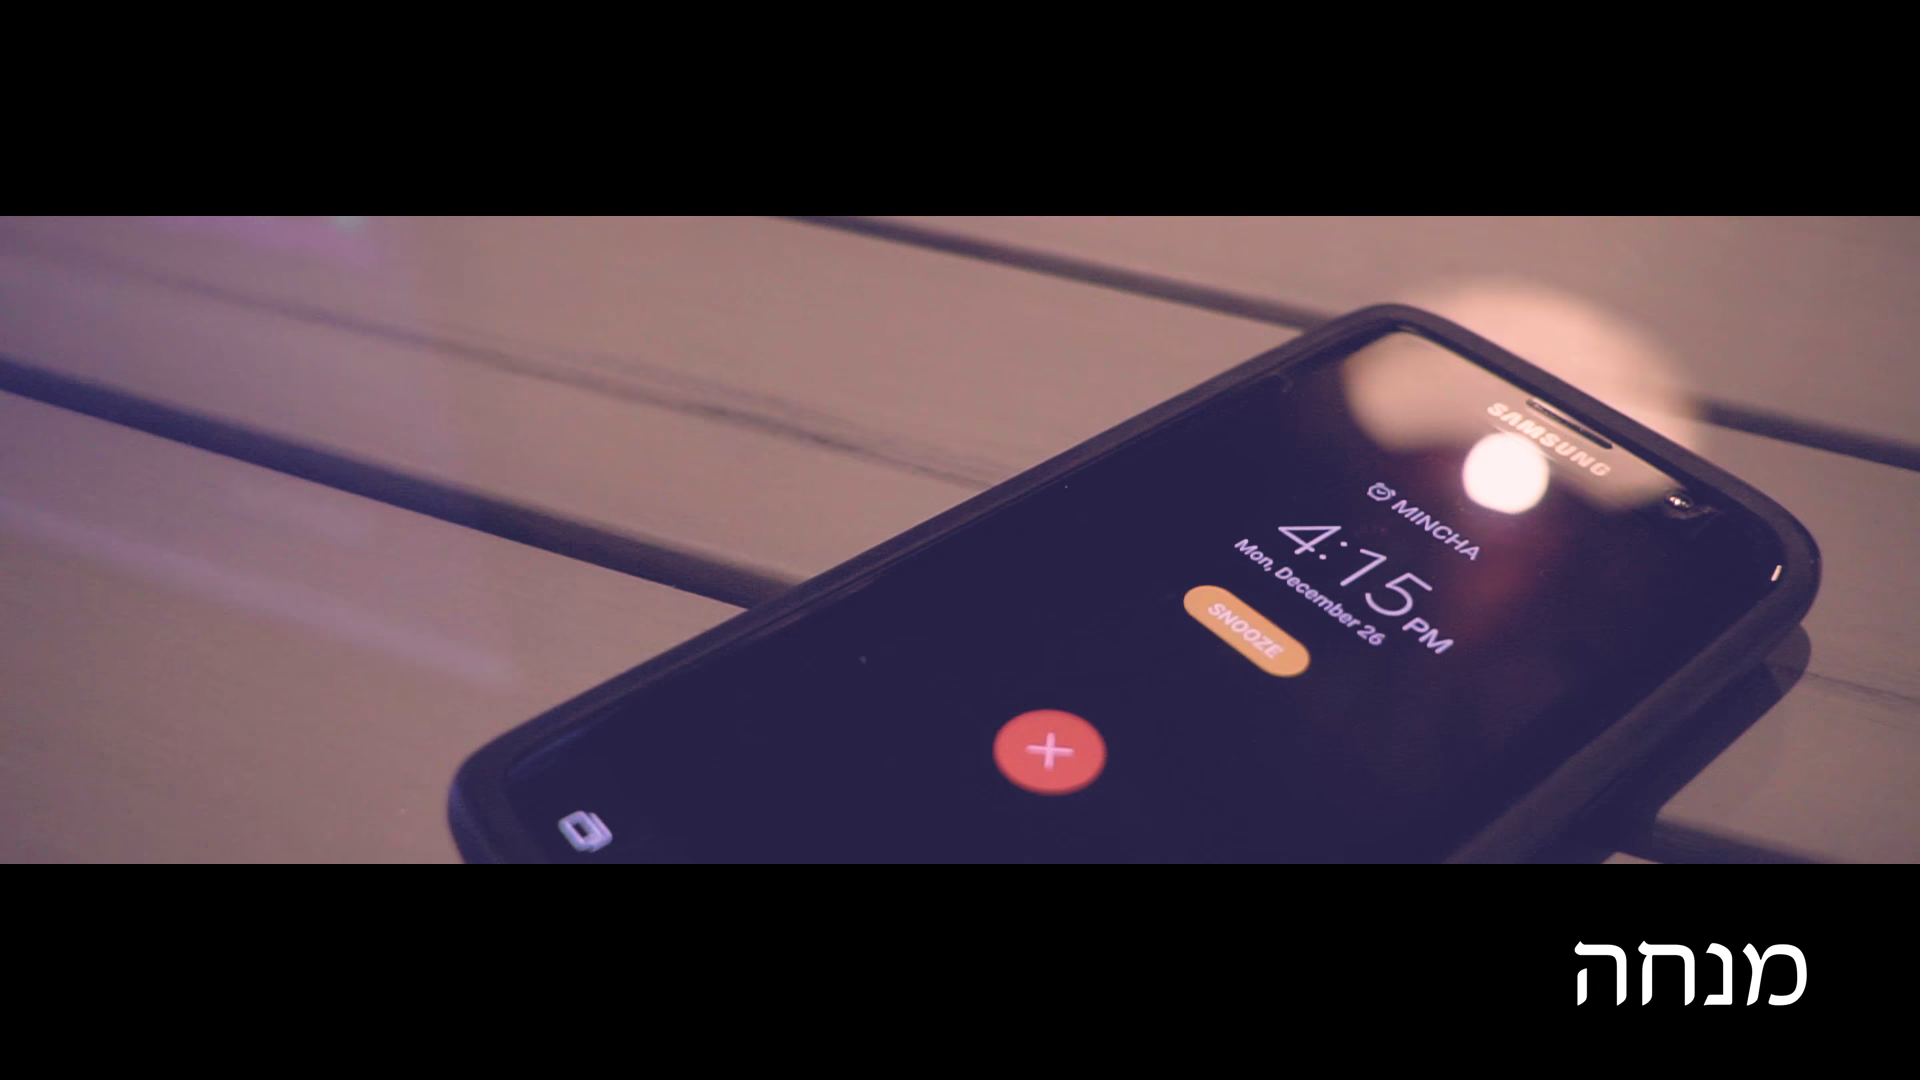 SAMSUNG
MINCHA
4:15 PM
Mon, December 26
SNOOZE
מנחה